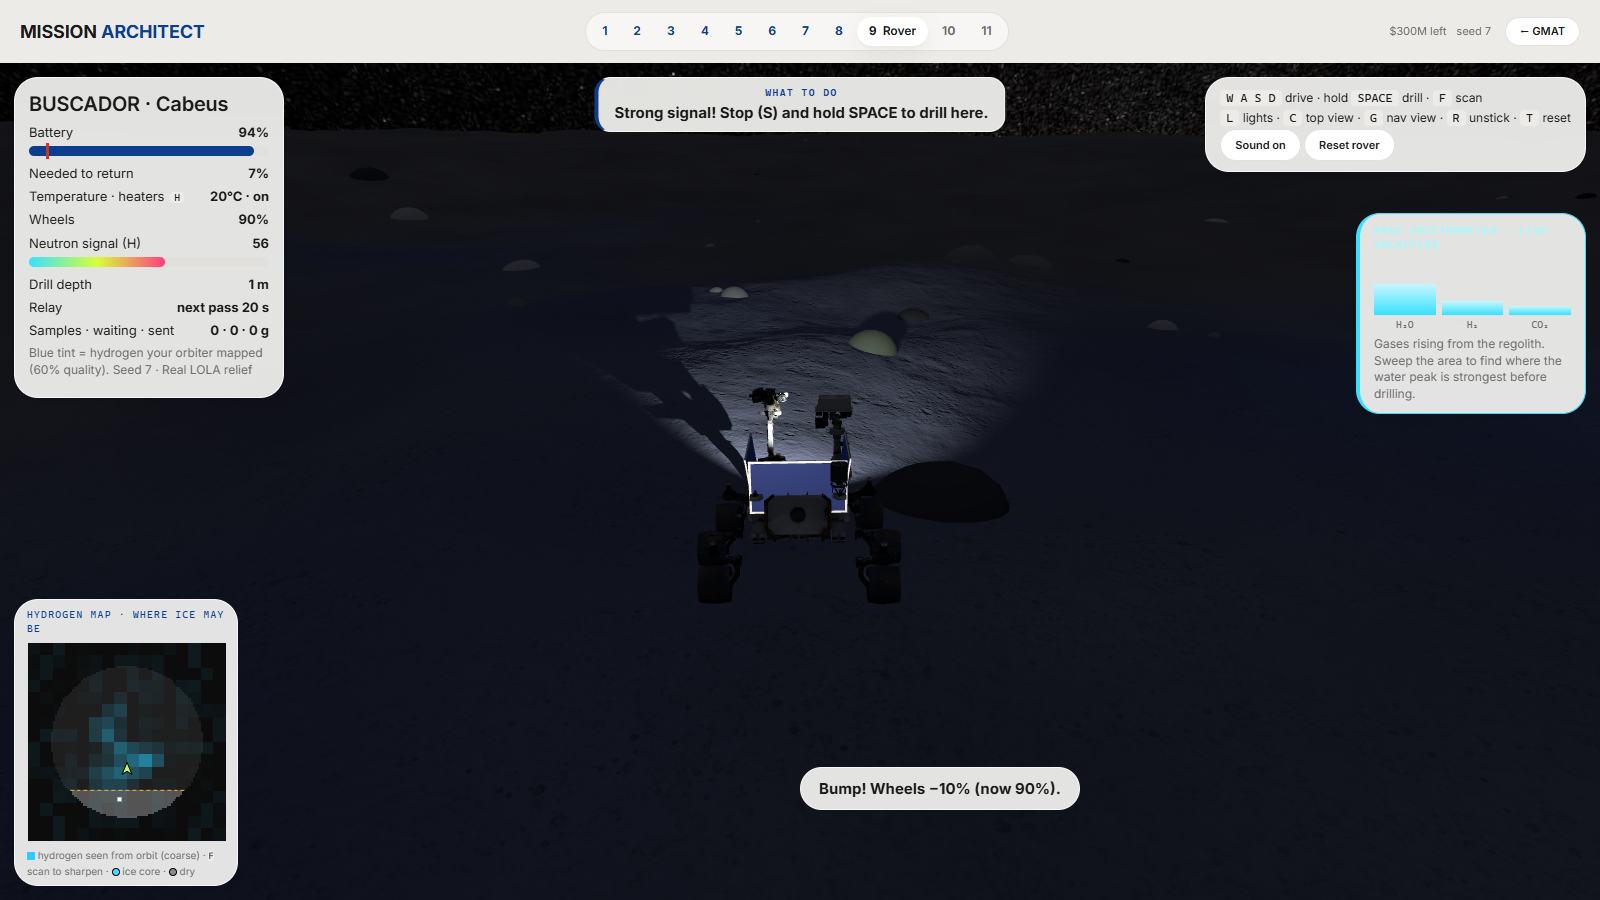 MISSION ARCHITECT
1 2 3 4 5 6 7 8 9 Rover 10 11
$300M left seed 7 ← GMAT
BUSCADOR · Cabeus
Battery 94%
Needed to return 7%
Temperature · heaters H 20°C · on
Wheels 90%
Neutron signal (H) 56
Drill depth 1 m
Relay next pass 20 s
Samples · waiting · sent 0 · 0 · 0 g
Blue tint = hydrogen your orbiter mapped
(60% quality). Seed 7 · Real LOLA relief
WHAT TO DO
Strong signal! Stop (S) and hold SPACE to drill here.
W A S D drive · hold SPACE drill · F scan
L lights · C top view · G nav view · R unstick · T reset
Sound on Reset rover
H₂O H₂ CO₂
Gases rising from the regolith.
Sweep the area to find where the
water peak is strongest before
drilling.
HYDROGEN MAP · WHERE ICE MAY
BE
hydrogen seen from orbit (coarse) · F
scan to sharpen · ice core · dry
Bump! Wheels −10% (now 90%).